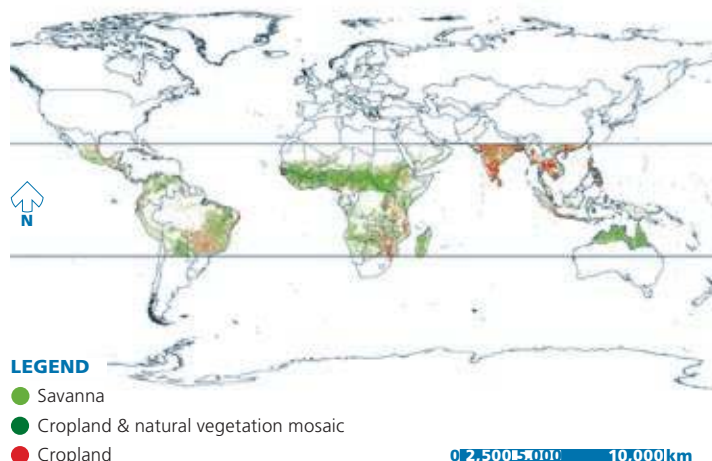 N
LEGEND
Savanna
Cropland & natural vegetation mosaic
Cropland
0 2,500 5,000 10,000 km